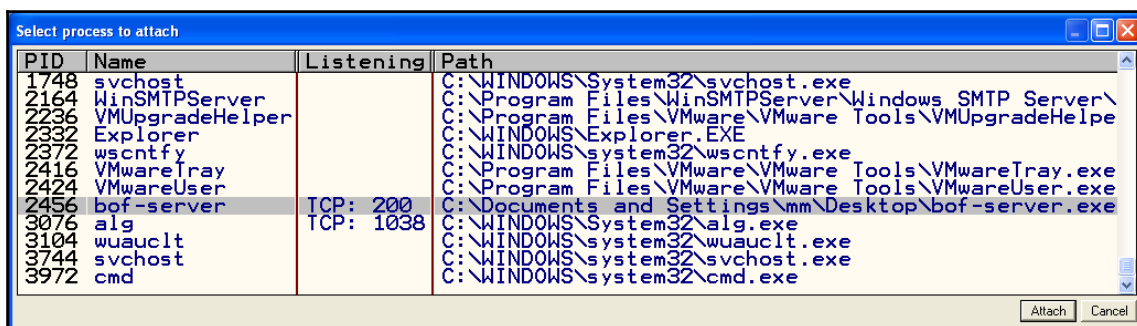 Select process to attach
PID Name Listening Path
1748 svchost C:\WINDOWS\System32\svchost.exe
2164 WinSMTPServer C:\Program Files\WinSMTPServer\Windows SMTP Server\
2236 VMUpgradeHelper C:\Program Files\VMware\VMware Tools\VMUpgradeHelpe
2332 Explorer C:\WINDOWS\Explorer.EXE
2372 wscntfy C:\WINDOWS\system32\wscntfy.exe
2416 VMwareTray C:\Program Files\VMware\VMware Tools\VMwareTray.exe
2424 VMwareUser C:\Program Files\VMware\VMware Tools\VMwareUser.exe
2456 bof-server TCP: 200 C:\Documents and Settings\mm\Desktop\bof-server.exe
3076 alg TCP: 1038 C:\WINDOWS\System32\alg.exe
3104 wuauclt C:\WINDOWS\system32\wuauclt.exe
3744 svchost C:\WINDOWS\system32\svchost.exe
3972 cmd C:\WINDOWS\system32\cmd.exe
Attach Cancel